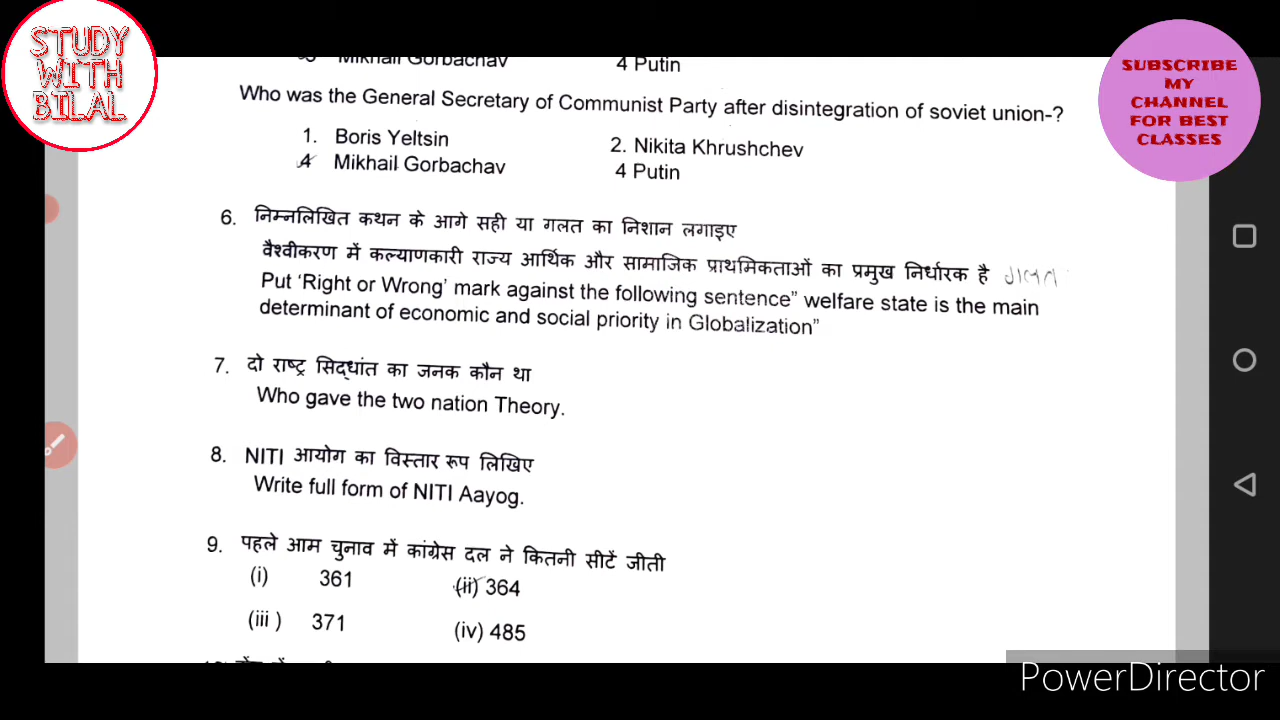 STUDY
WITH
BILAL
SUBSCRIBE
MY
CHANNEL
FOR BEST
CLASSES
3 Mikhail Gorbachav 4 Putin
Who was the General Secretary of Communist Party after disintegration of soviet union-?
1. Boris Yeltsin 2. Nikita Khrushchev
4 Mikhail Gorbachav 4 Putin
6. निम्नलिखित कथन के आगे सही या गलत का निशान लगाइए
वैश्वीकरण में कल्याणकारी राज्य आर्थिक और सामाजिक प्राथमिकताओं का प्रमुख निर्धारक है गलत
Put ‘Right or Wrong’ mark against the following sentence” welfare state is the main
determinant of economic and social priority in Globalization”
7. दो राष्ट्र सिद्धांत का जनक कौन था
Who gave the two nation Theory.
8. NITI आयोग का विस्तार रूप लिखिए
Write full form of NITI Aayog.
9. पहले आम चुनाव में कांग्रेस दल ने कितनी सीटें जीती
(i) 361 (ii) 364
(iii ) 371 (iv) 485
PowerDirector